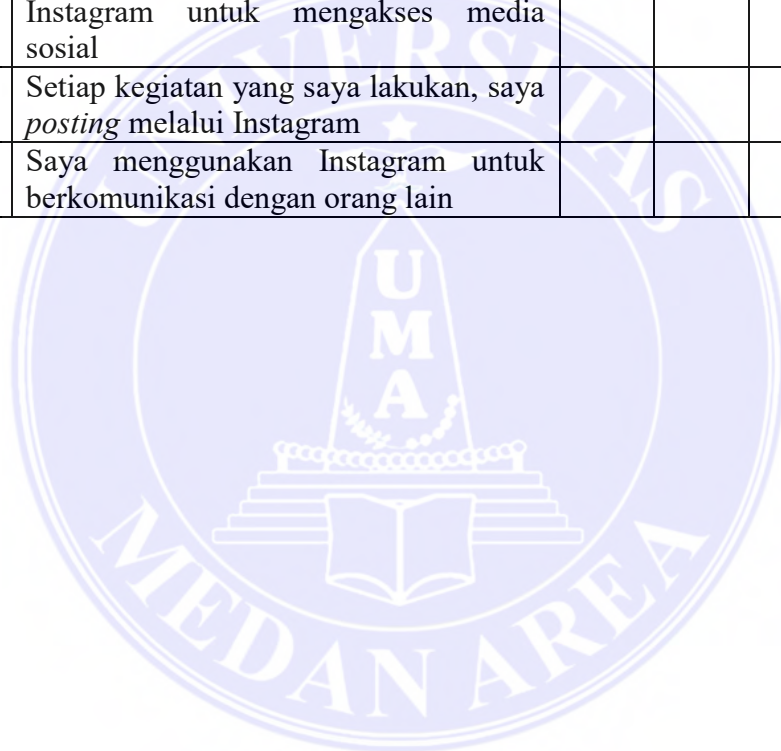 Instagram untuk mengakses media
sosial
Setiap kegiatan yang saya lakukan, saya
posting melalui Instagram
Saya menggunakan Instagram untuk
berkomunikasi dengan orang lain
UNIVERSITAS
U
M
A
MEDAN AREA